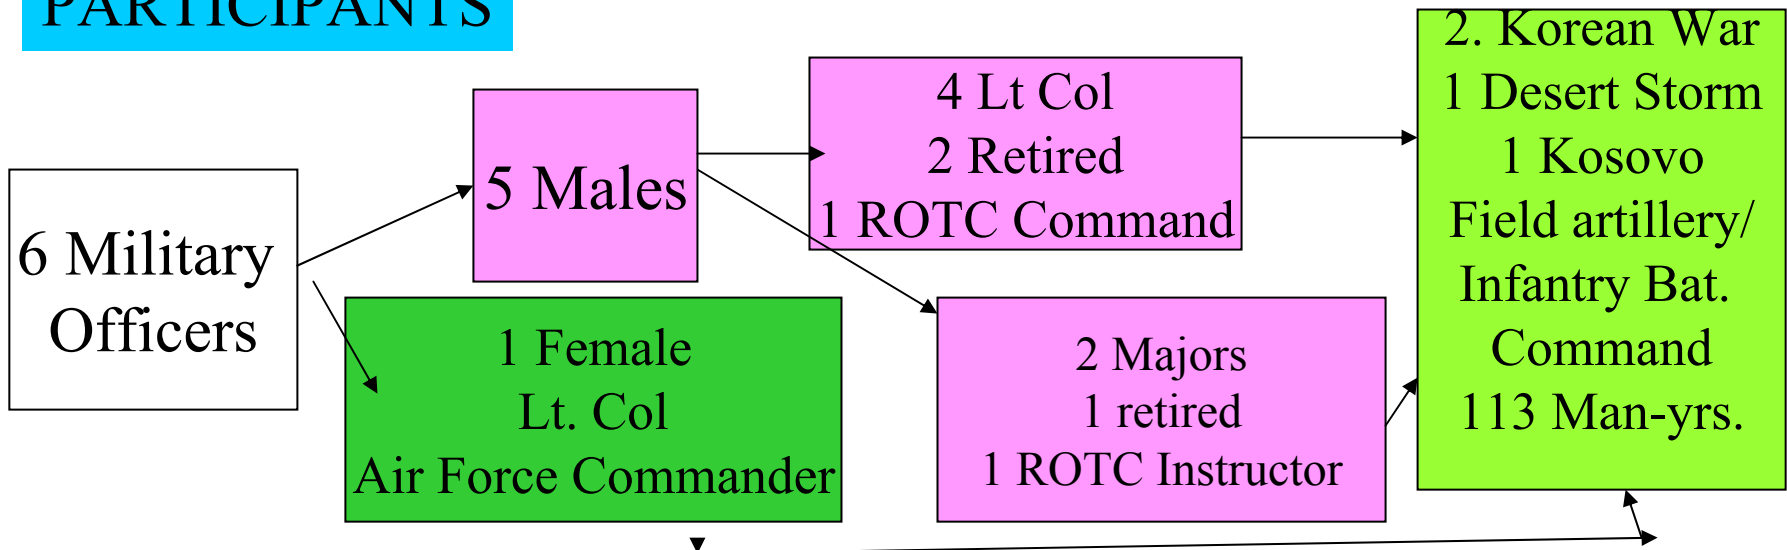 PARTICIPANTS
6 Military
Officers
5 Males
1 Female
Lt. Col
Air Force Commander
4 Lt Col
2 Retired
1 ROTC Command
2 Majors
1 retired
1 ROTC Instructor
2. Korean War
1 Desert Storm
1 Kosovo
Field artillery/
Infantry Bat.
Command
113 Man-yrs.